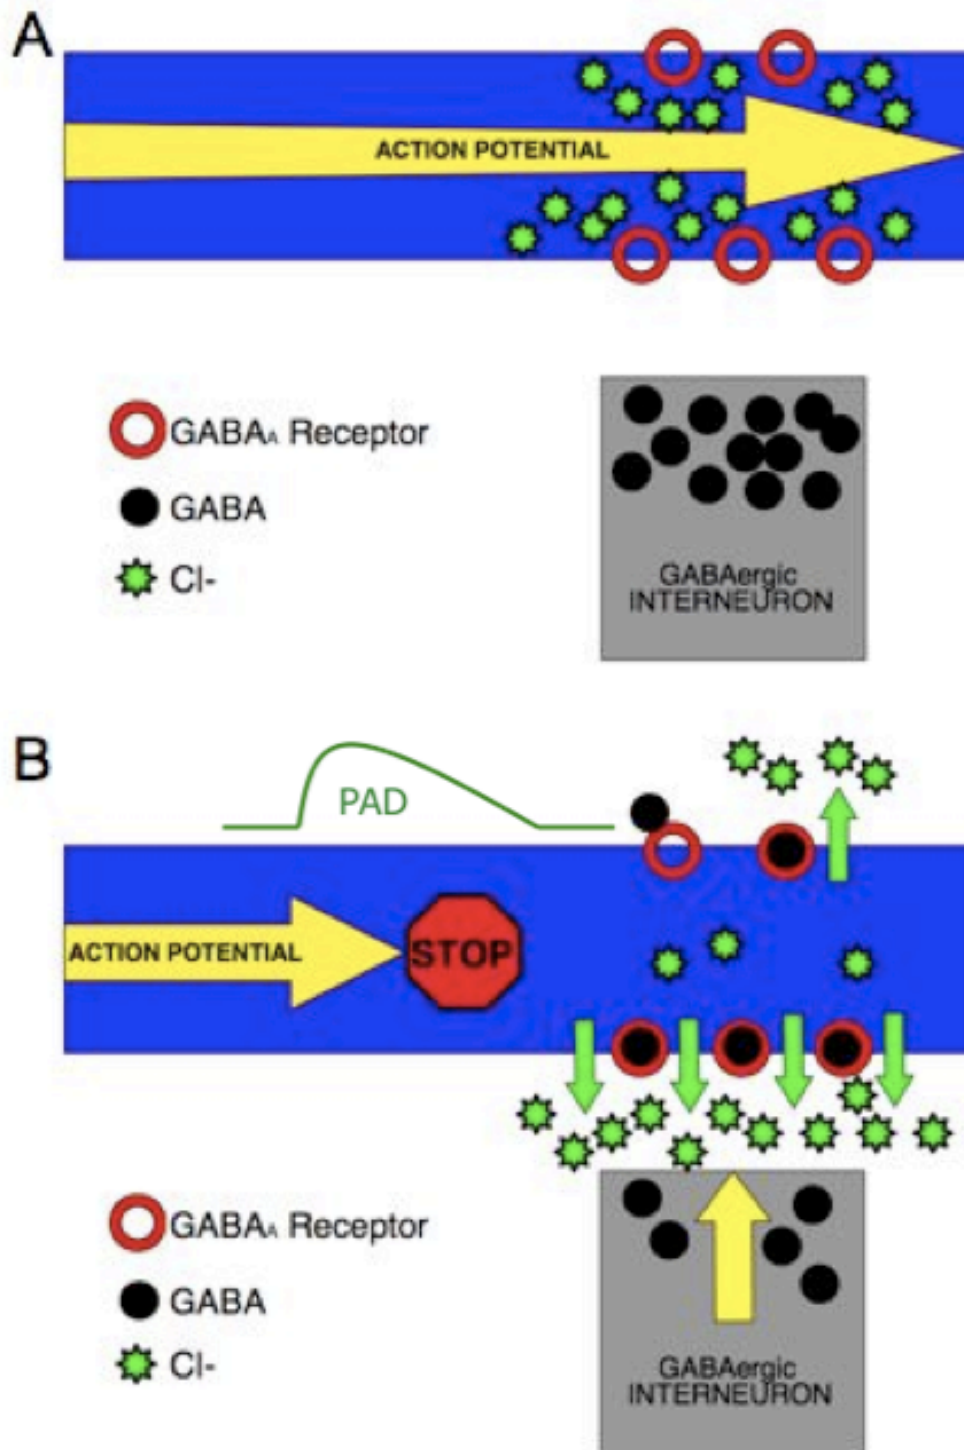 A
ACTION POTENTIAL
GABAA Receptor
GABA
Cl-
GABAergic
INTERNEURON
B
PAD
ACTION POTENTIAL
STOP
GABAA Receptor
GABA
Cl-
GABAergic
INTERNEURON